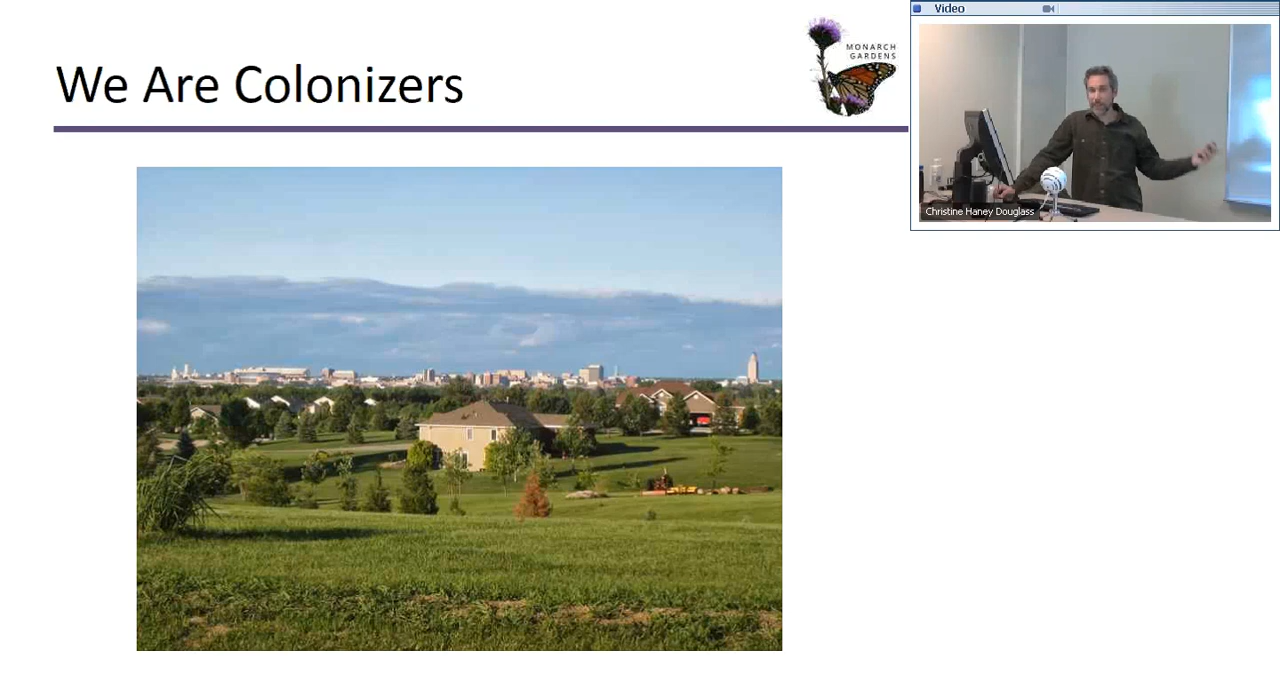 We Are Colonizers
MONARCH
GARDENS
Video
Christine Haney Douglass